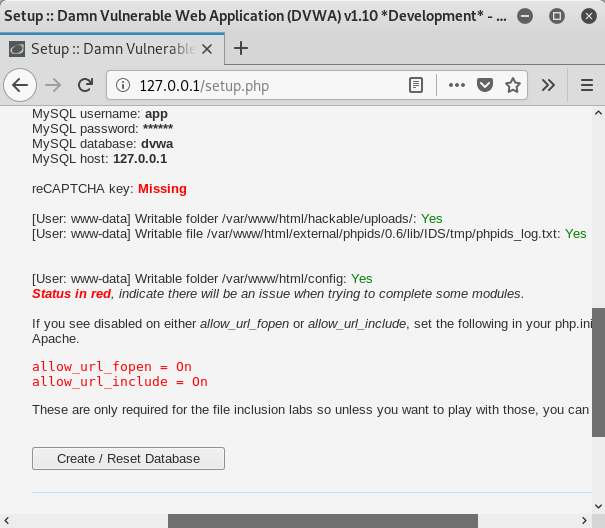 Setup :: Damn Vulnerable Web Application (DVWA) v1.10 *Development* - ...
Setup :: Damn Vulnerable
127.0.0.1/setup.php
MySQL username: app
MySQL password: ******
MySQL database: dvwa
MySQL host: 127.0.0.1
reCAPTCHA key: Missing
[User: www-data] Writable folder /var/www/html/hackable/uploads/: Yes
[User: www-data] Writable file /var/www/html/external/phpids/0.6/lib/IDS/tmp/phpids_log.txt: Yes
[User: www-data] Writable folder /var/www/html/config: Yes
Status in red, indicate there will be an issue when trying to complete some modules.
If you see disabled on either allow_url_fopen or allow_url_include, set the following in your php.ini
Apache.
allow_url_fopen = On
allow_url_include = On
These are only required for the file inclusion labs so unless you want to play with those, you can
Create / Reset Database